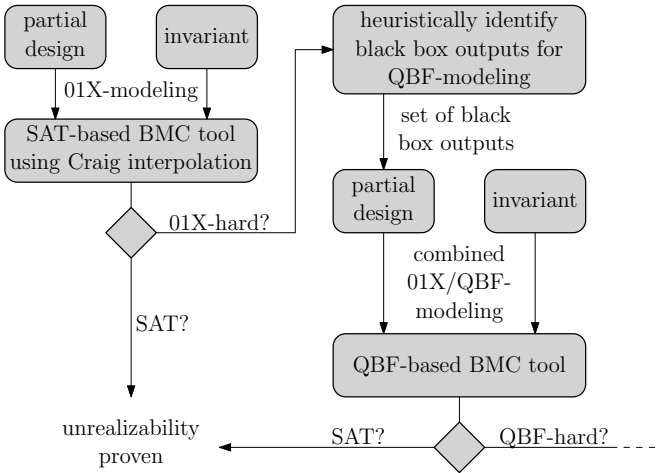 partial
design
invariant
01X-modeling
SAT-based BMC tool
using Craig interpolation
01X-hard?
SAT?
unrealizability
proven
heuristically identify
black box outputs for
QBF-modeling
set of black
box outputs
partial
design
invariant
combined
01X/QBF-
modeling
QBF-based BMC tool
SAT?
QBF-hard?